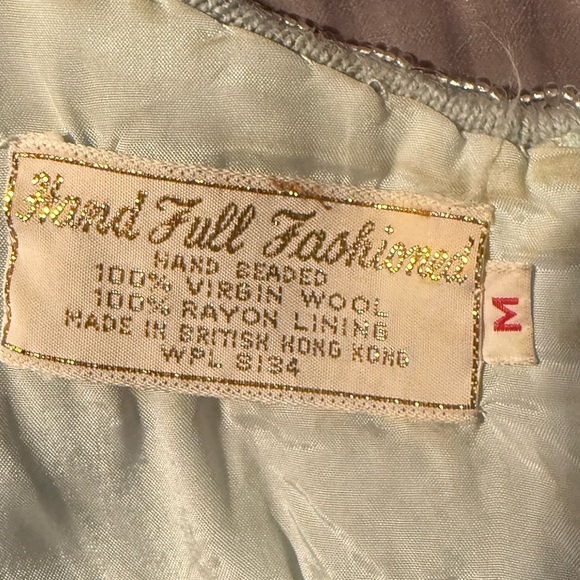 Hand Full Fashioned
HAND BEADED
100% VIRGIN WOOL
100% RAYON LINING
MADE IN BRITISH HONG KONG
WPL 8134
M